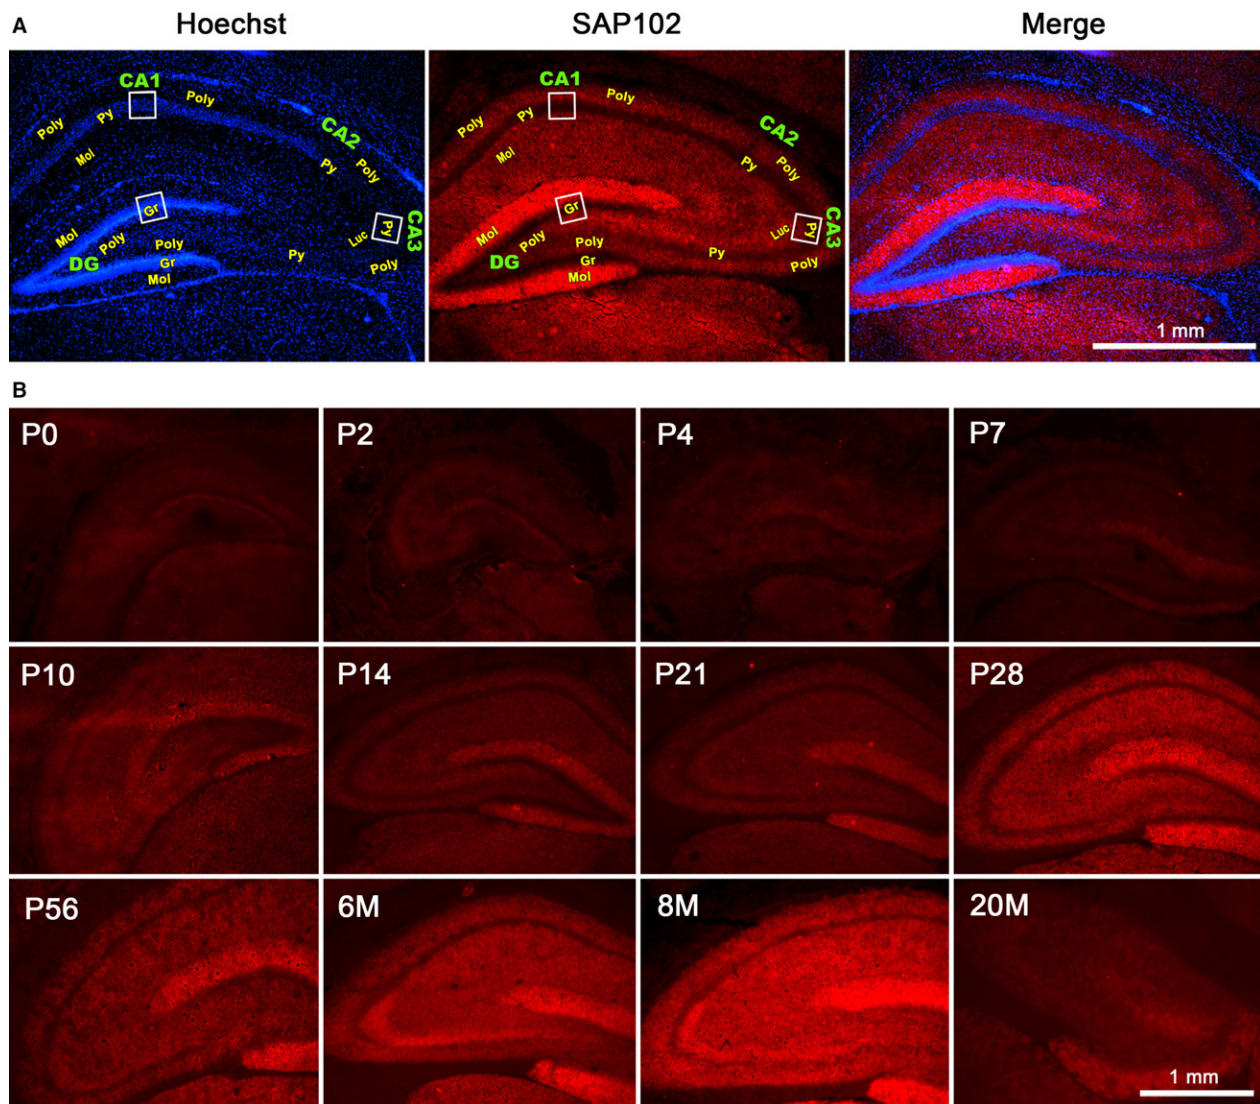 A
Hoechst
SAP102
Merge
CA1
Poly
Poly
Py
CA2
Mol
Py
Poly
Gr
Mol
Poly
Poly
Luc
Py
CA3
DG
Gr
Mol
Py
Poly
CA1
Poly
Poly
Py
CA2
Mol
Py
Poly
Gr
Mol
Poly
Poly
Luc
Py
CA3
DG
Gr
Mol
Py
Poly
1 mm
B
P0
P2
P4
P7
P10
P14
P21
P28
P56
6M
8M
20M
1 mm